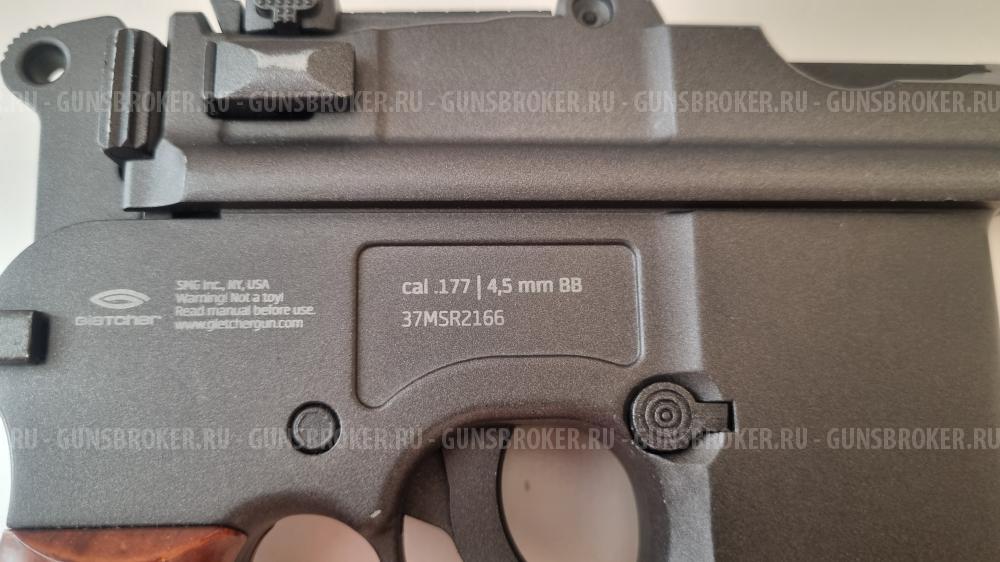 - GUNSBROKER.RU - GUNSBROKER.RU - GUNSBROKER.RU - GUNSBROKER.RU - GUNSBROKER.RU -
SMG Inc., NY, USA
Warning! Not a toy!
Read manual before use.
www.gletchergun.com
GLETCHER
cal .177 | 4,5 mm BB
37MSR2166
RU - GUNSBROKER.RU - GUNSBROKER.RU - GUNSBROKER.RU - GUNSBROKER.RU - GUNSBROKER.RU